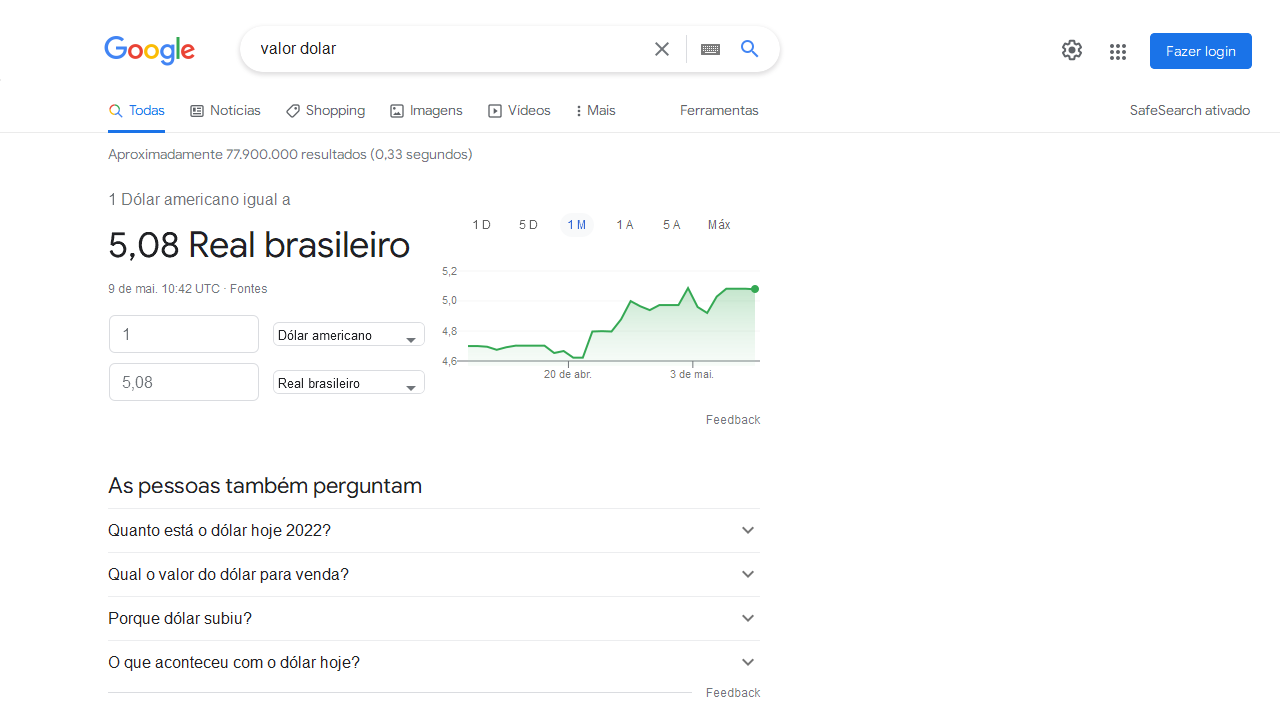 Google
valor dolar
Fazer login
Todas
Notícias
Shopping
Imagens
Vídeos
Mais
Ferramentas
SafeSearch ativado
Aproximadamente 77.900.000 resultados (0,33 segundos)
1 Dólar americano igual a
5,08 Real brasileiro
9 de mai. 10:42 UTC · Fontes
1
Dólar americano
5,08
Real brasileiro
1 D
5 D
1 M
1 A
5 A
Máx
5,2
5,0
4,8
4,6
20 de abr.
3 de mai.
Feedback
As pessoas também perguntam
Quanto está o dólar hoje 2022?
Qual o valor do dólar para venda?
Porque dólar subiu?
O que aconteceu com o dólar hoje?
Feedback